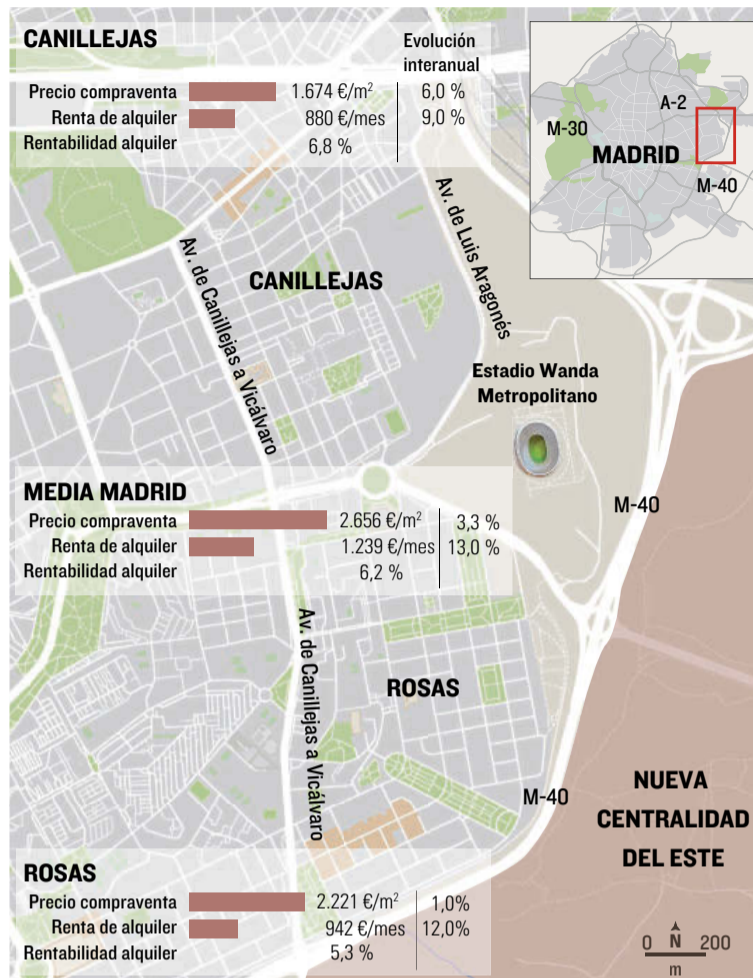 CANILLEJAS
Evolución
interanual
Precio compraventa 1.674 €/m² 6,0 %
Renta de alquiler 880 €/mes 9,0 %
Rentabilidad alquiler 6,8 %
A-2
M-30
MADRID
M-40
Av. de Luis Aragonés
Av. de Canillejas a Vicálvaro
CANILLEJAS
Estadio Wanda
Metropolitano
MEDIA MADRID
Precio compraventa 2.656 €/m² 3,3 %
Renta de alquiler 1.239 €/mes 13,0 %
Rentabilidad alquiler 6,2 %
M-40
Av. de Canillejas a Vicálvaro
ROSAS
M-40
NUEVA
CENTRALIDAD
DEL ESTE
ROSAS
Precio compraventa 2.221 €/m² 1,0%
Renta de alquiler 942 €/mes 12,0%
Rentabilidad alquiler 5,3 %
0 N 200
m